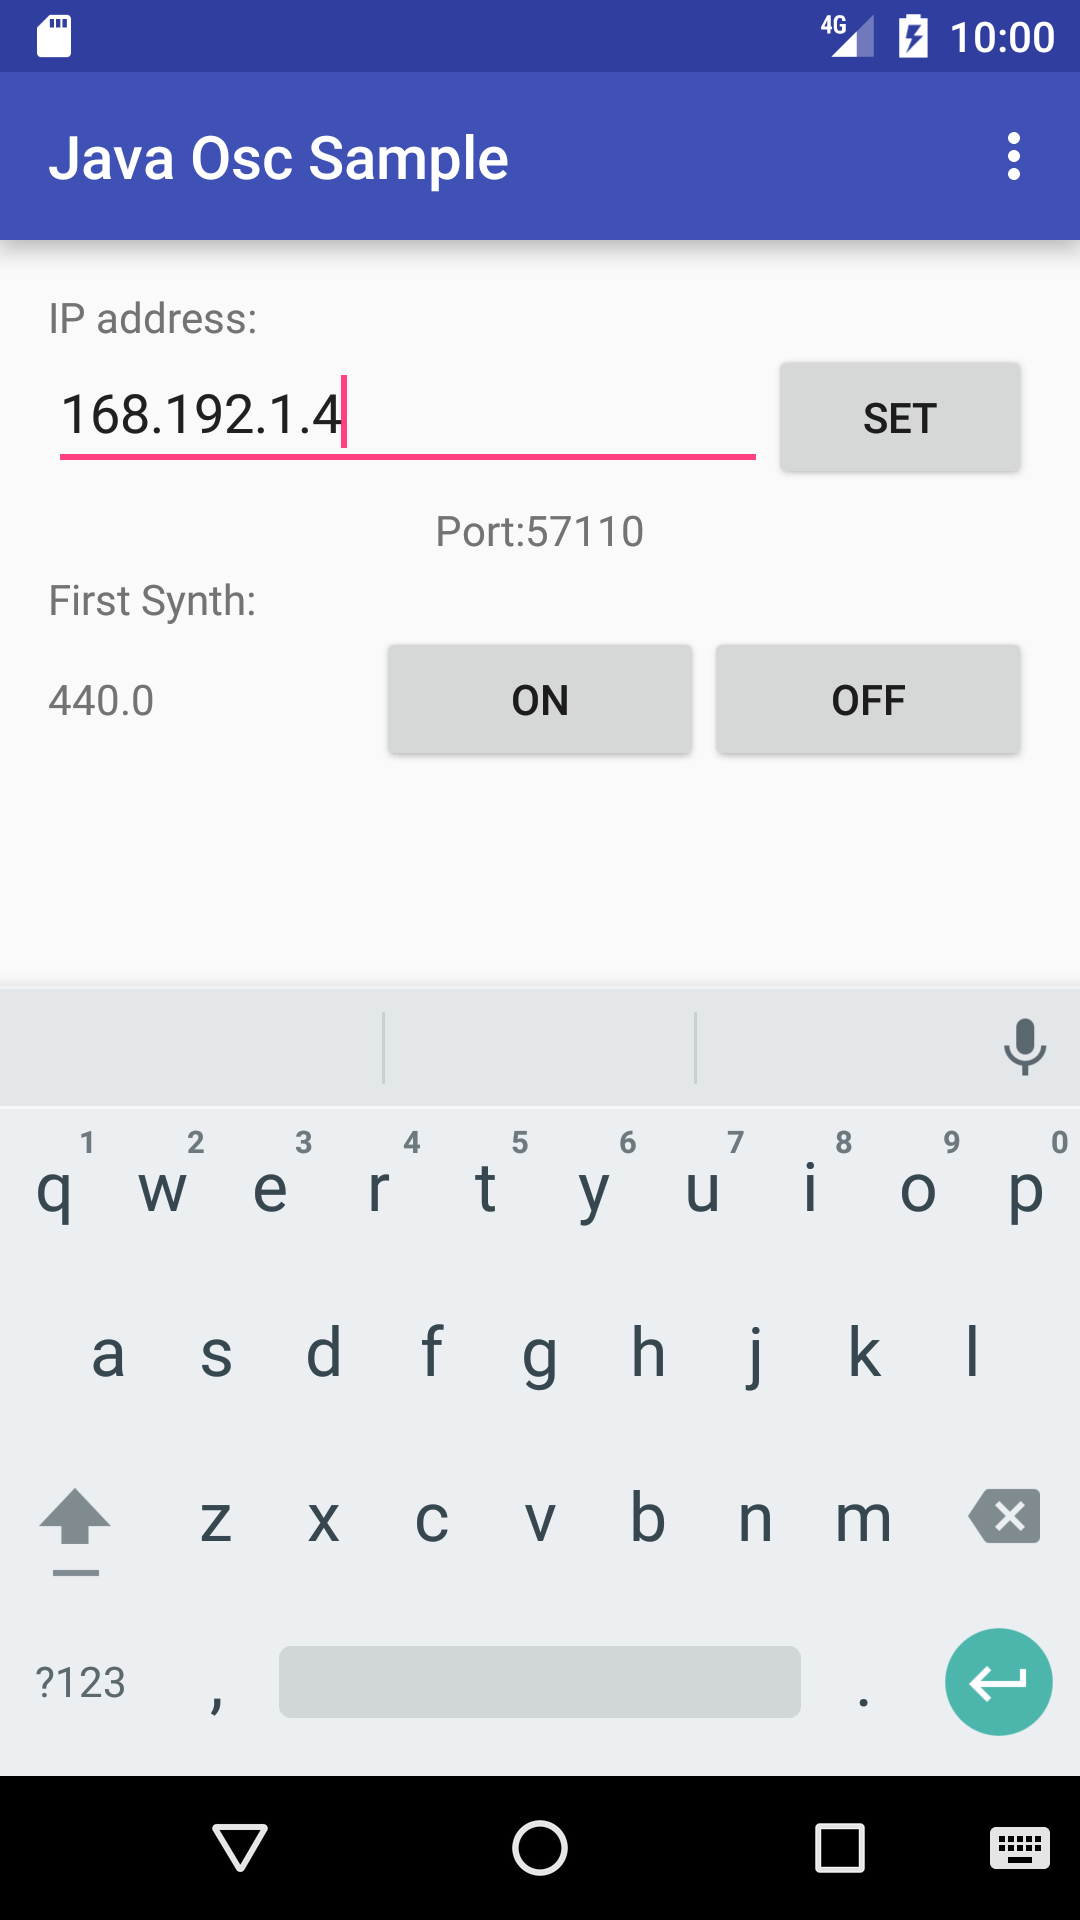 4G 10:00
Java Osc Sample
IP address:
168.192.1.4 SET
Port:57110
First Synth:
440.0 ON OFF
1 2 3 4 5 6 7 8 9 0
q w e r t y u i o p
a s d f g h j k l
z x c v b n m
?123 , .